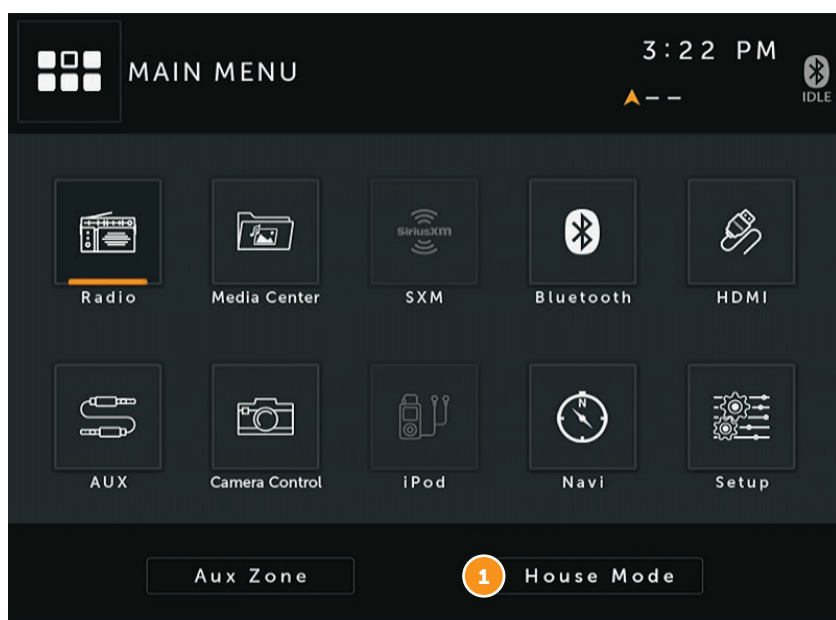 MAIN MENU
3:22 PM
IDLE
SiriusXM
Radio
Media Center
SXM
Bluetooth
HDMI
N
AUX
Camera Control
iPod
Navi
Setup
Aux Zone
1 House Mode